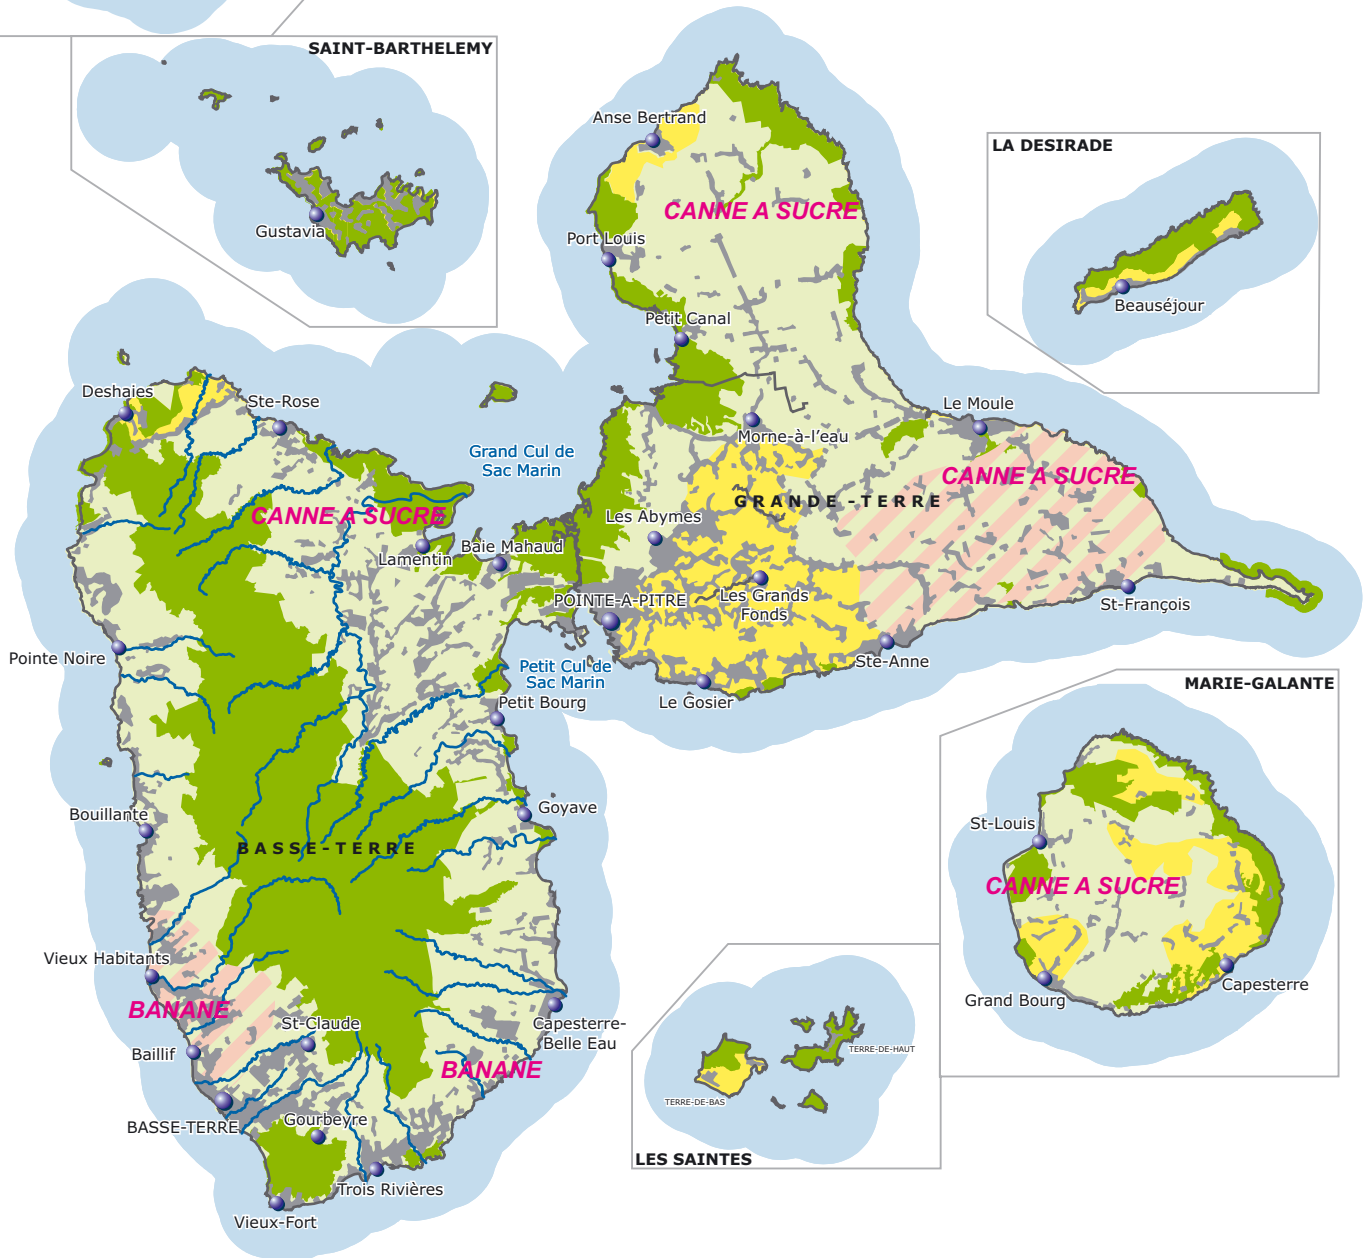 SAINT-BARTHELEMY
Gustavia
Anse Bertrand
CANNE A SUCRE
Port Louis
Petit Canal
LA DESIRADE
Beauséjour
Deshaies
Ste-Rose
Grand Cul de
Sac Marin
Morne-à-l'eau
Le Moule
CANNE A SUCRE
GRANDE-TERRE
CANNE A SUCRE
Les Abymes
Lamentin
Baie Mahaud
POINTE-A-PITRE
Les Grands
Fonds
St-François
Pointe Noire
Petit Cul de
Sac Marin
Ste-Anne
Le Gosier
Petit Bourg
MARIE-GALANTE
St-Louis
CANNE A SUCRE
Grand Bourg
Capesterre
Bouillante
Goyave
BASSE-TERRE
Vieux Habitants
BANANE
St-Claude
Baillif
Capesterre-
Belle Eau
BANANE
BASSE-TERRE
Gourbeyre
Trois Rivières
Vieux-Fort
TERRE-DE-HAUT
TERRE-DE-BAS
LES SAINTES